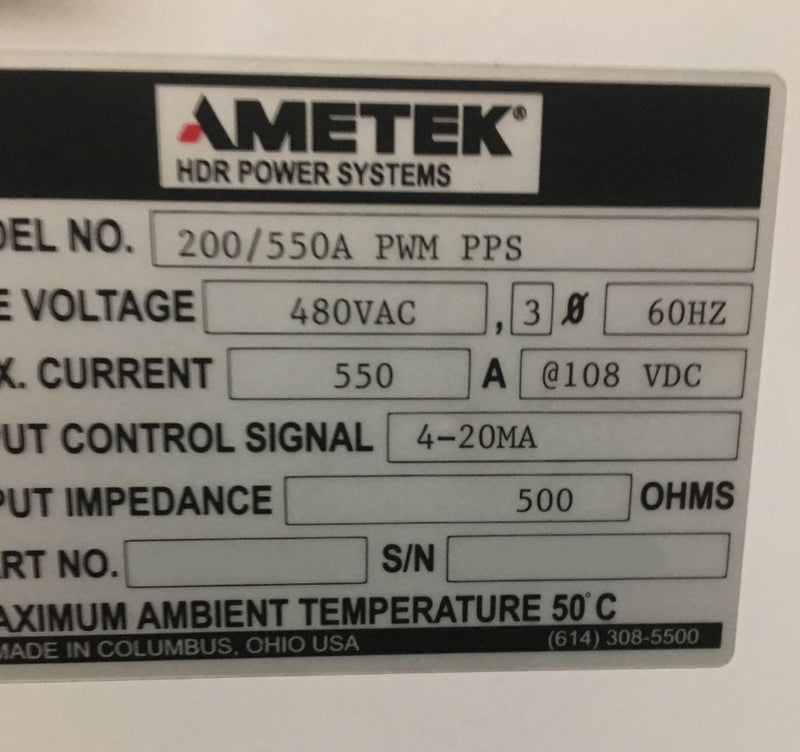 AMETEK®
HDR POWER SYSTEMS
DEL NO. 200/550A PWM PPS
E VOLTAGE 480VAC , 3 Ø 60HZ
X. CURRENT 550 A @108 VDC
UT CONTROL SIGNAL 4-20MA
PUT IMPEDANCE 500 OHMS
RT NO. S/N
AXIMUM AMBIENT TEMPERATURE 50°C
MADE IN COLUMBUS, OHIO USA (614) 308-5500